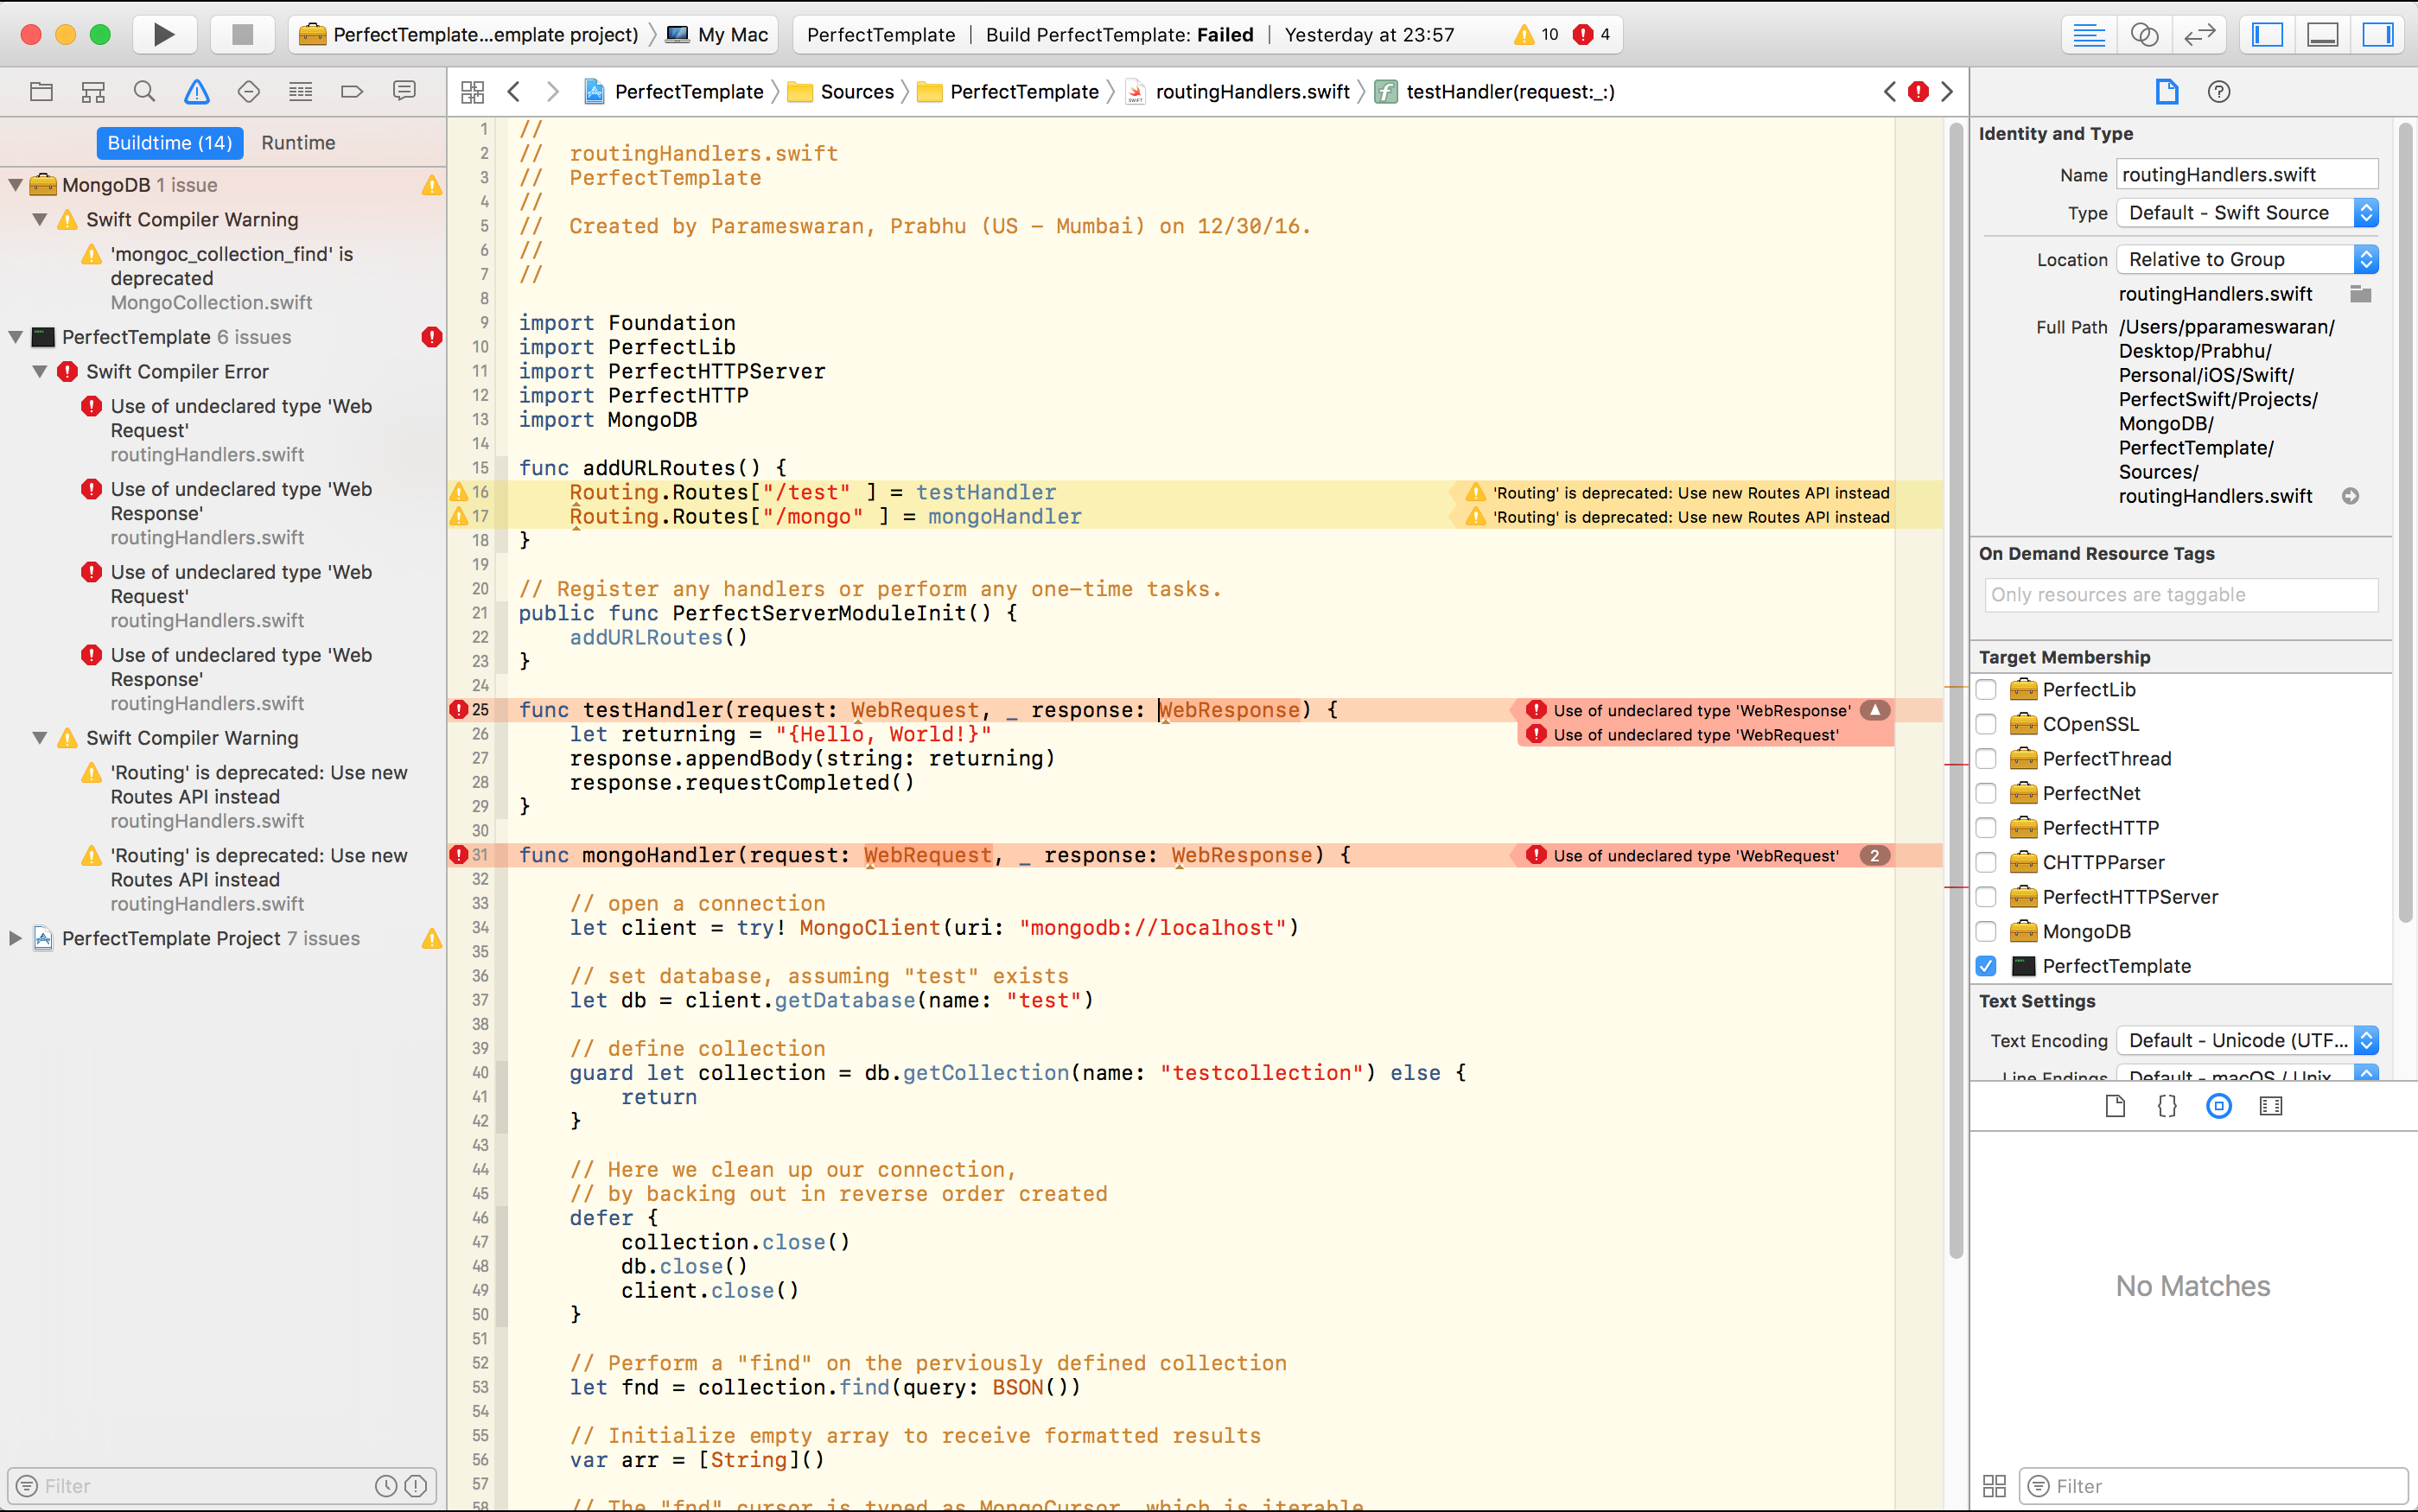 PerfectTemplate...emplate project) My Mac
PerfectTemplate | Build PerfectTemplate: Failed | Yesterday at 23:57 10 4
PerfectTemplate Sources PerfectTemplate routingHandlers.swift testHandler(request:_:)
Buildtime (14) Runtime
MongoDB 1 issue
Swift Compiler Warning
'mongoc_collection_find' is
deprecated
MongoCollection.swift
PerfectTemplate 6 issues
Swift Compiler Error
Use of undeclared type 'Web
Request'
routingHandlers.swift
Use of undeclared type 'Web
Response'
routingHandlers.swift
Use of undeclared type 'Web
Request'
routingHandlers.swift
Use of undeclared type 'Web
Response'
routingHandlers.swift
Swift Compiler Warning
'Routing' is deprecated: Use new
Routes API instead
routingHandlers.swift
'Routing' is deprecated: Use new
Routes API instead
routingHandlers.swift
PerfectTemplate Project 7 issues
Filter
1 //
2 //  routingHandlers.swift
3 //  PerfectTemplate
4 //
5 //  Created by Parameswaran, Prabhu (US - Mumbai) on 12/30/16.
6 //
7 //
8
9 import Foundation
10 import PerfectLib
11 import PerfectHTTPServer
12 import PerfectHTTP
13 import MongoDB
14
15 func addURLRoutes() {
16     Routing.Routes["/test" ] = testHandler 'Routing' is deprecated: Use new Routes API instead
17     Routing.Routes["/mongo" ] = mongoHandler 'Routing' is deprecated: Use new Routes API instead
18 }
19
20 // Register any handlers or perform any one-time tasks.
21 public func PerfectServerModuleInit() {
22     addURLRoutes()
23 }
24
25 func testHandler(request: WebRequest, _ response: WebResponse) { Use of undeclared type 'WebResponse'
26     let returning = "{Hello, World!}" Use of undeclared type 'WebRequest'
27     response.appendBody(string: returning)
28     response.requestCompleted()
29 }
30
31 func mongoHandler(request: WebRequest, _ response: WebResponse) { Use of undeclared type 'WebRequest' 2
32
33     // open a connection
34     let client = try! MongoClient(uri: "mongodb://localhost")
35
36     // set database, assuming "test" exists
37     let db = client.getDatabase(name: "test")
38
39     // define collection
40     guard let collection = db.getCollection(name: "testcollection") else {
41         return
42     }
43
44     // Here we clean up our connection,
45     // by backing out in reverse order created
46     defer {
47         collection.close()
48         db.close()
49         client.close()
50     }
51
52     // Perform a "find" on the perviously defined collection
53     let fnd = collection.find(query: BSON())
54
55     // Initialize empty array to receive formatted results
56     var arr = [String]()
57
58     // The "fnd" cursor is typed as MongoCursor, which is iterable
Identity and Type
Name routingHandlers.swift
Type Default - Swift Source
Location Relative to Group
routingHandlers.swift
Full Path /Users/pparameswaran/
Desktop/Prabhu/
Personal/iOS/Swift/
PerfectSwift/Projects/
MongoDB/
PerfectTemplate/
Sources/
routingHandlers.swift
On Demand Resource Tags
Only resources are taggable
Target Membership
PerfectLib
COpenSSL
PerfectThread
PerfectNet
PerfectHTTP
CHTTPParser
PerfectHTTPServer
MongoDB
PerfectTemplate
Text Settings
Text Encoding Default - Unicode (UTF...
Line Endings Default - macOS / Unix
{}
No Matches
Filter